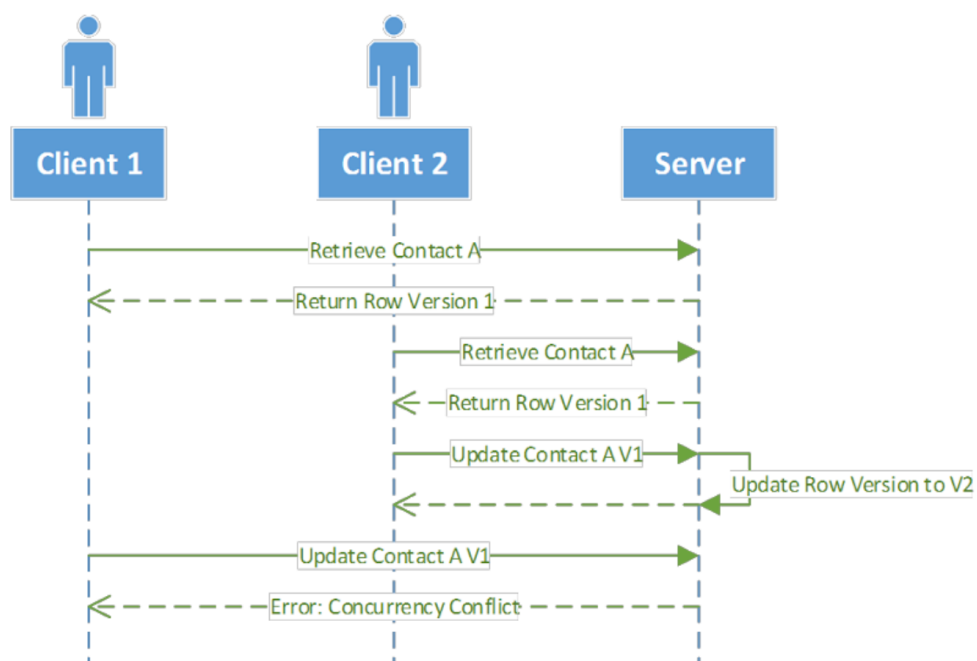 Client 1
Client 2
Server
Retrieve Contact A
Return Row Version 1
Retrieve Contact A
Return Row Version 1
Update Contact A V1
Update Row Version to V2
Update Contact A V1
Error: Concurrency Conflict